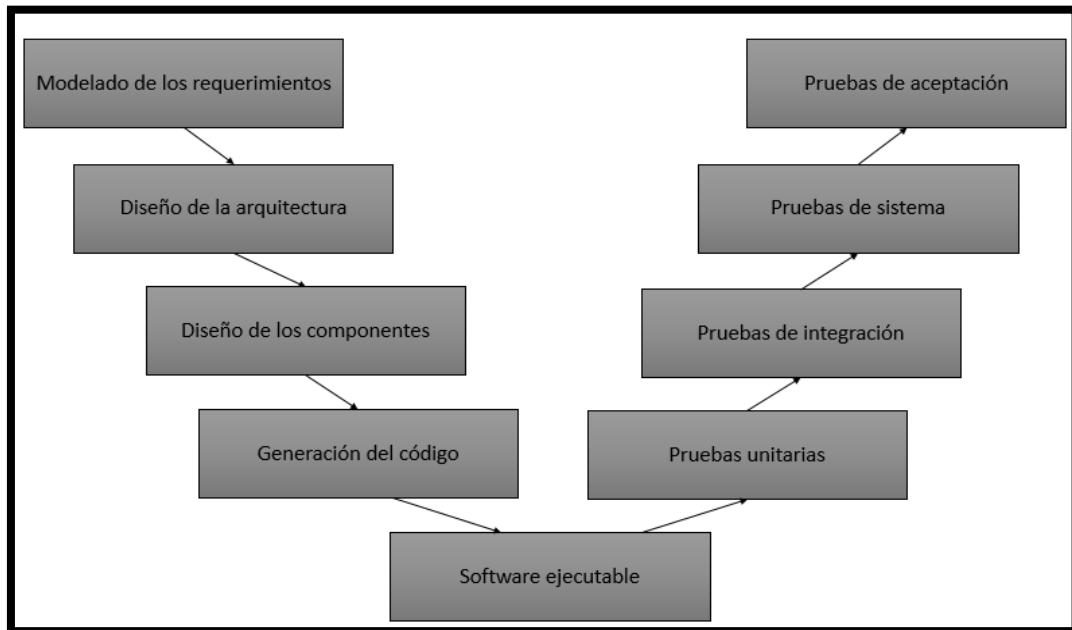 Modelado de los requerimientos
Diseño de la arquitectura
Diseño de los componentes
Generación del código
Software ejecutable
Pruebas unitarias
Pruebas de integración
Pruebas de sistema
Pruebas de aceptación